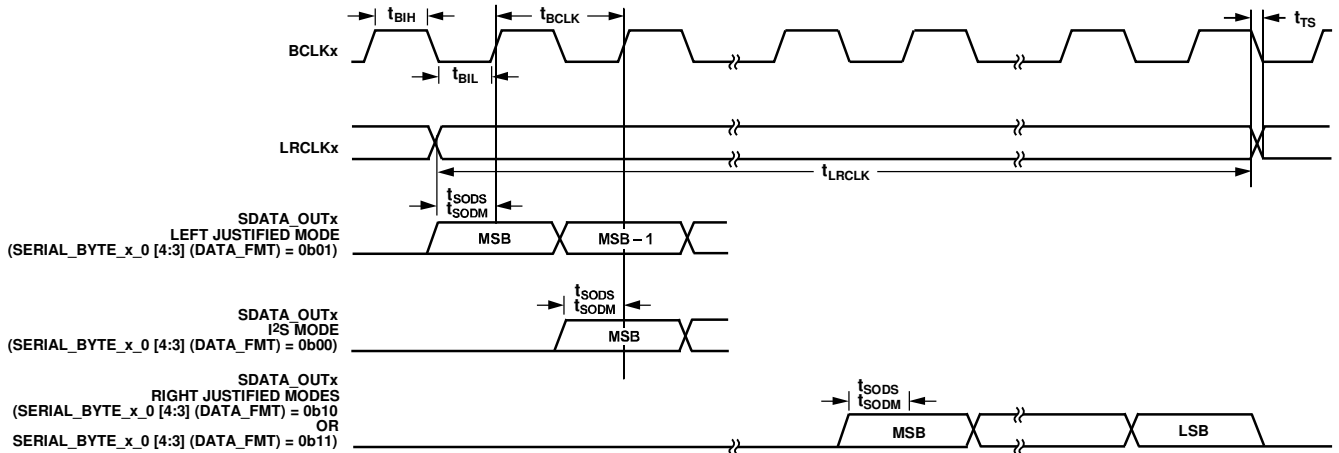 tBIH
tBCLK
tTS
BCLKx
tBIL
LRCLKx
tLRCLK
tSODS
tSODM
SDATA_OUTx
LEFT JUSTIFIED MODE
(SERIAL_BYTE_x_0 [4:3] (DATA_FMT) = 0b01)
MSB
MSB – 1
tSODS
tSODM
SDATA_OUTx
I²S MODE
(SERIAL_BYTE_x_0 [4:3] (DATA_FMT) = 0b00)
MSB
SDATA_OUTx
RIGHT JUSTIFIED MODES
(SERIAL_BYTE_x_0 [4:3] (DATA_FMT) = 0b10
OR
SERIAL_BYTE_x_0 [4:3] (DATA_FMT) = 0b11)
tSODS
tSODM
MSB
LSB